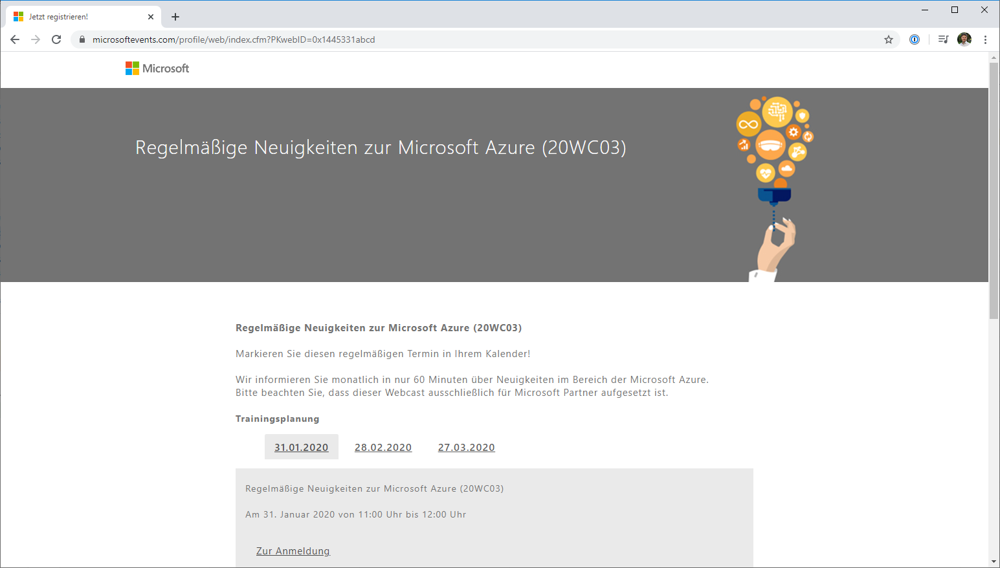 Jetzt registrieren!
microsoftevents.com/profile/web/index.cfm?PKwebID=0x1445331abcd
Microsoft
Regelmäßige Neuigkeiten zur Microsoft Azure (20WC03)
Regelmäßige Neuigkeiten zur Microsoft Azure (20WC03)
Markieren Sie diesen regelmäßigen Termin in Ihrem Kalender!
Wir informieren Sie monatlich in nur 60 Minuten über Neuigkeiten im Bereich der Microsoft Azure.
Bitte beachten Sie, dass dieser Webcast ausschließlich für Microsoft Partner aufgesetzt ist.
Trainingsplanung
31.01.2020 28.02.2020 27.03.2020
Regelmäßige Neuigkeiten zur Microsoft Azure (20WC03)
Am 31. Januar 2020 von 11:00 Uhr bis 12:00 Uhr
Zur Anmeldung